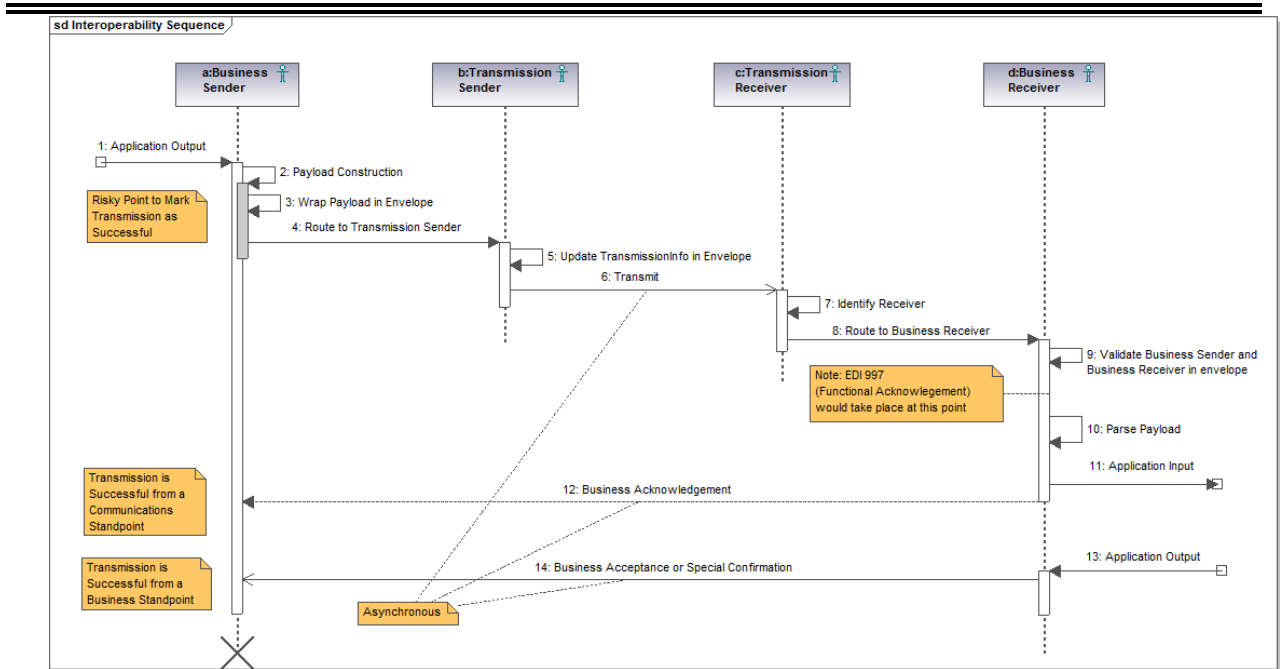 sd Interoperability Sequence
a:Business
Sender
b:Transmission
Sender
c:Transmission
Receiver
d:Business
Receiver
1: Application Output
2: Payload Construction
Risky Point to Mark
Transmission as
Successful
3: Wrap Payload in Envelope
4: Route to Transmission Sender
5: Update TransmissionInfo in Envelope
6: Transmit
7: Identify Receiver
8: Route to Business Receiver
9: Validate Business Sender and
Business Receiver in envelope
Note: EDI 997
(Functional Acknowlegement)
would take place at this point
10: Parse Payload
11: Application Input
Transmission is
Successful from a
Communications
Standpoint
12: Business Acknowledgement
13: Application Output
Transmission is
Successful from a
Business Standpoint
14: Business Acceptance or Special Confirmation
Asynchronous